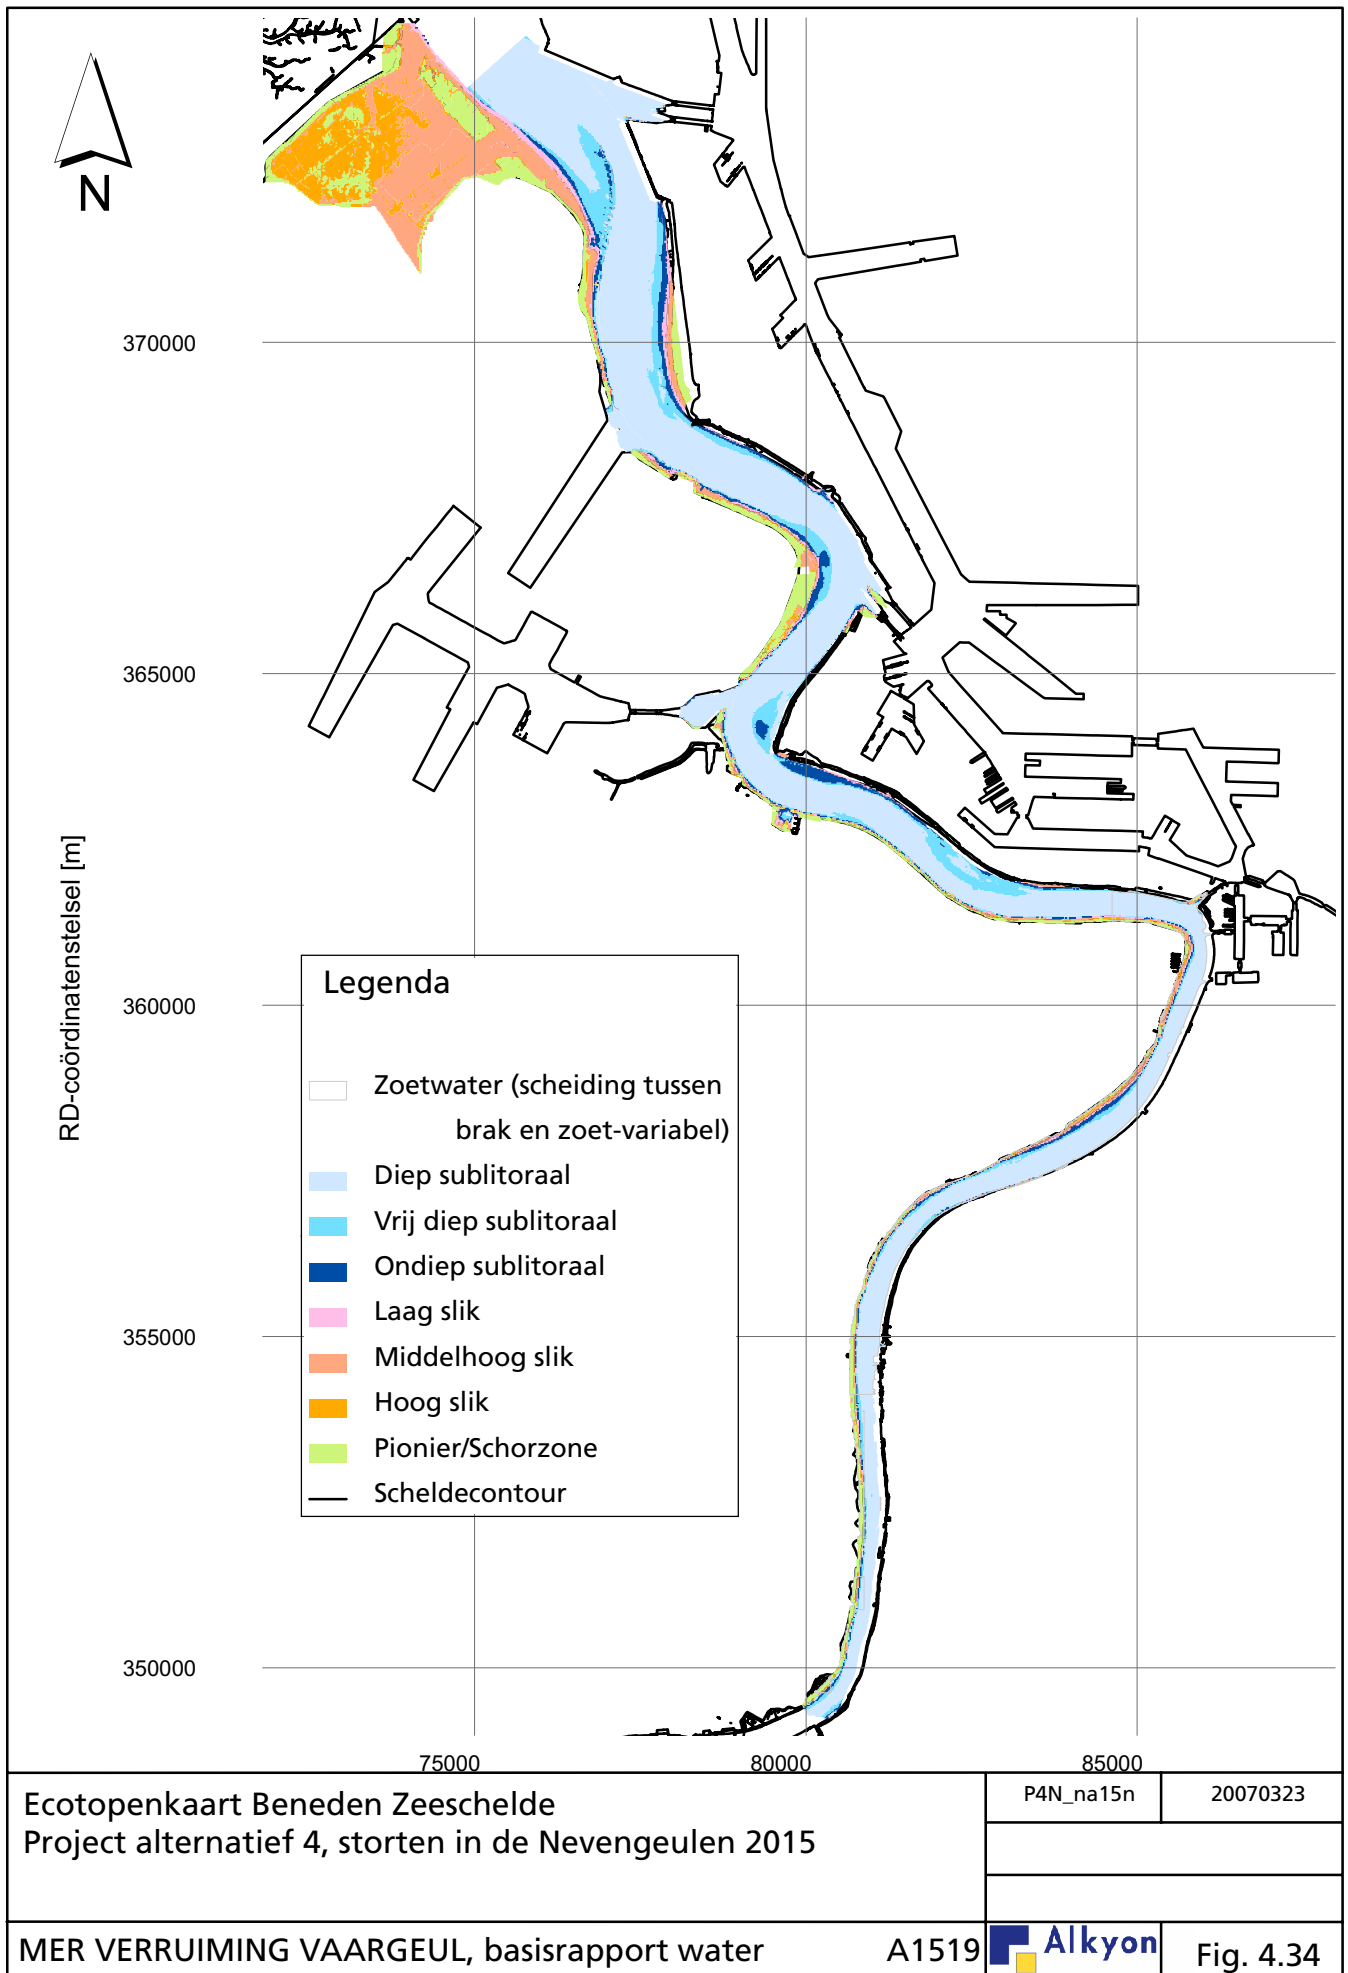 N
370000
365000
RD-coördinatenstelsel [m]
360000
355000
350000
Legenda
Zoetwater (scheiding tussen
brak en zoet-variabel)
Diep sublitoraal
Vrij diep sublitoraal
Ondiep sublitoraal
Laag slik
Middelhoog slik
Hoog slik
Pionier/Schorzone
Scheldecontour
75000 80000 85000
Ecotopenkaart Beneden Zeeschelde
Project alternatief 4, storten in de Nevengeulen 2015
P4N_na15n 20070323
MER VERRUIMING VAARGEUL, basisrapport water A1519 Alkyon Fig. 4.34